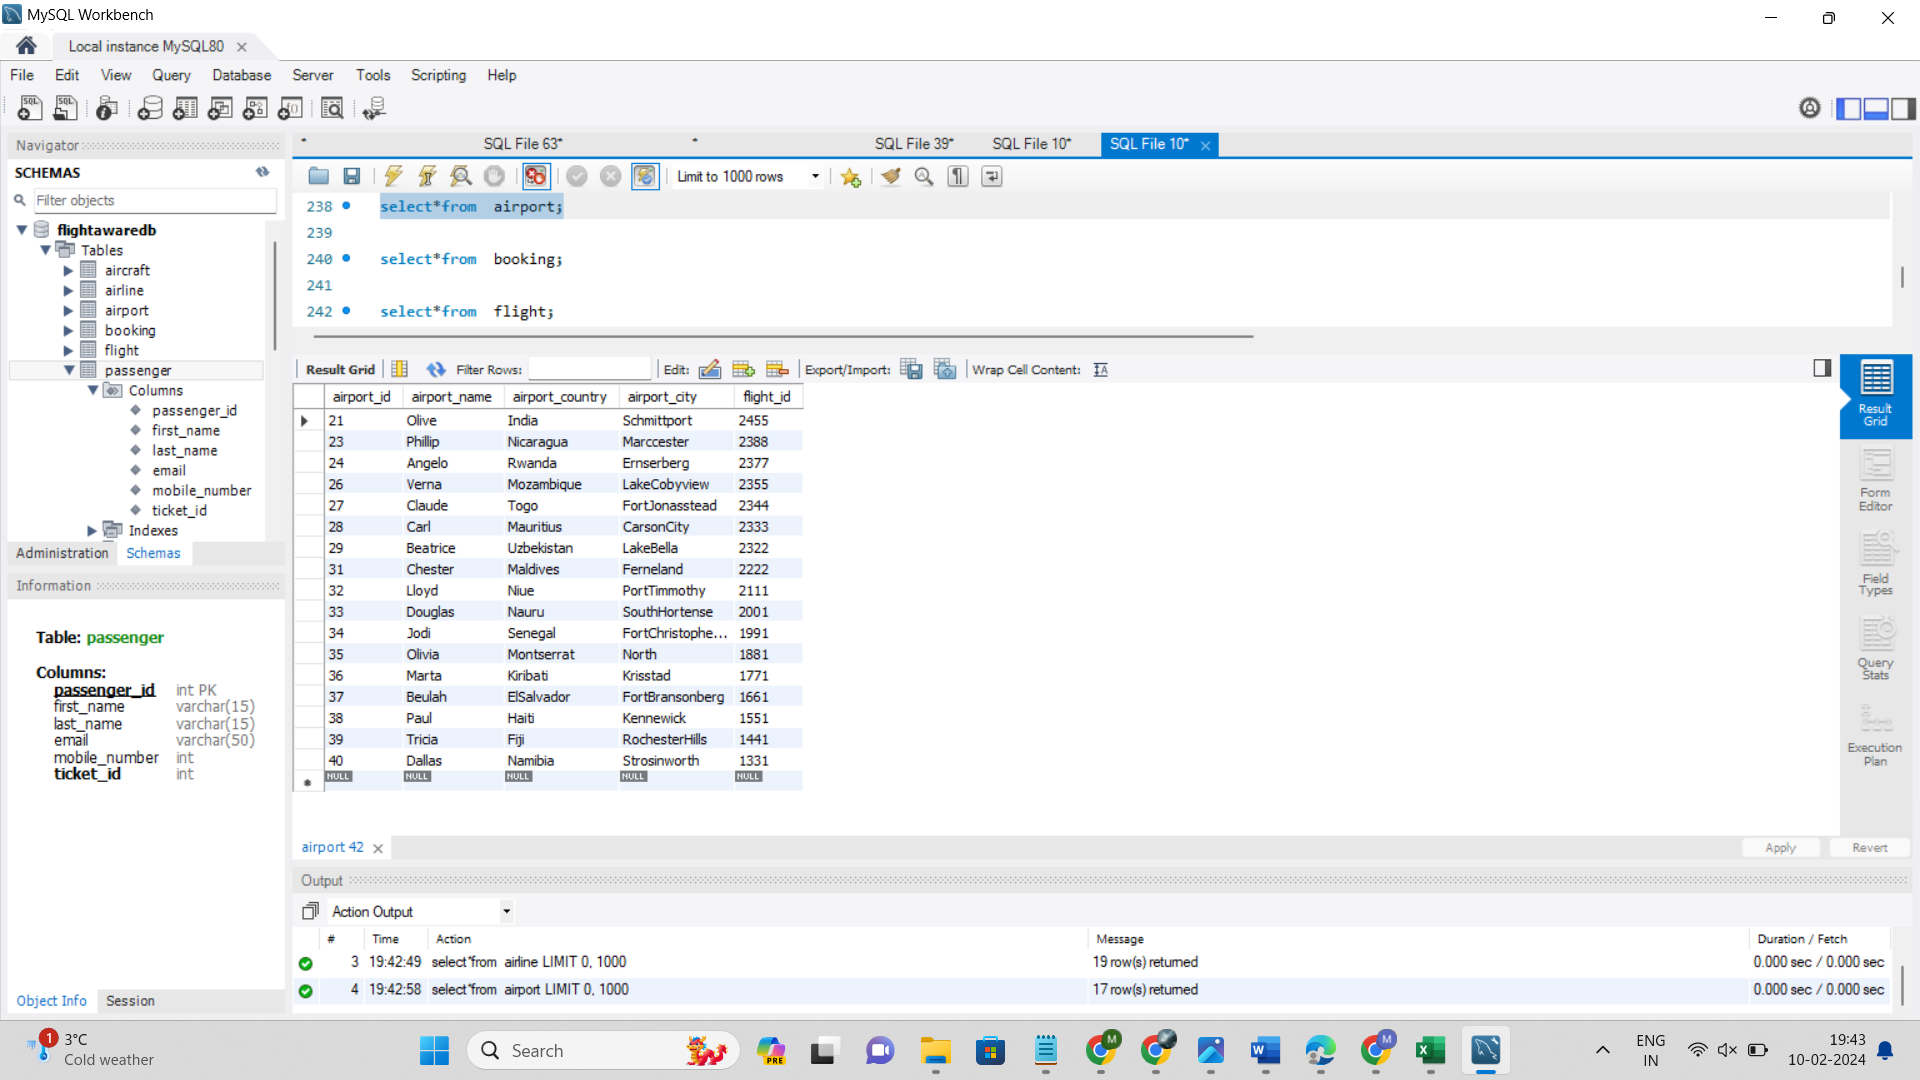 MySQL Workbench
Local instance MySQL80
File Edit View Query Database Server Tools Scripting Help
Navigator
SCHEMAS
Filter objects
flightawaredb
Tables
aircraft
airline
airport
booking
flight
passenger
Columns
passenger_id
first_name
last_name
email
mobile_number
ticket_id
Indexes
Administration Schemas
Information
Table: passenger
Columns:
passenger_id int PK
first_name varchar(15)
last_name varchar(15)
email varchar(50)
mobile_number int
ticket_id int
Object Info Session
* SQL File 63* * SQL File 39* SQL File 10* SQL File 10*
Limit to 1000 rows
238 select*from airport;
239
240 select*from booking;
241
242 select*from flight;
Result Grid Filter Rows: Edit: Export/Import: Wrap Cell Content:
airport_id airport_name airport_country airport_city flight_id
21 Olive India Schmittport 2455
23 Phillip Nicaragua Marccester 2388
24 Angelo Rwanda Ernserberg 2377
26 Verna Mozambique LakeCobyview 2355
27 Claude Togo FortJonasstead 2344
28 Carl Mauritius CarsonCity 2333
29 Beatrice Uzbekistan LakeBella 2322
31 Chester Maldives Ferneland 2222
32 Lloyd Niue PortTimmothy 2111
33 Douglas Nauru SouthHortense 2001
34 Jodi Senegal FortChristophe... 1991
35 Olivia Montserrat North 1881
36 Marta Kiribati Krisstad 1771
37 Beulah ElSalvador FortBransonberg 1661
38 Paul Haiti Kennewick 1551
39 Tricia Fiji RochesterHills 1441
40 Dallas Namibia Strosinworth 1331
NULL NULL NULL NULL NULL
Result
Grid
Form
Editor
Field
Types
Query
Stats
Execution
Plan
airport 42
Apply Revert
Output
Action Output
# Time Action Message Duration / Fetch
3 19:42:49 select*from airline LIMIT 0, 1000 19 row(s) returned 0.000 sec / 0.000 sec
4 19:42:58 select*from airport LIMIT 0, 1000 17 row(s) returned 0.000 sec / 0.000 sec
1
3°C
Cold weather
Search
PRE
M
M
ENG
IN
19:43
10-02-2024